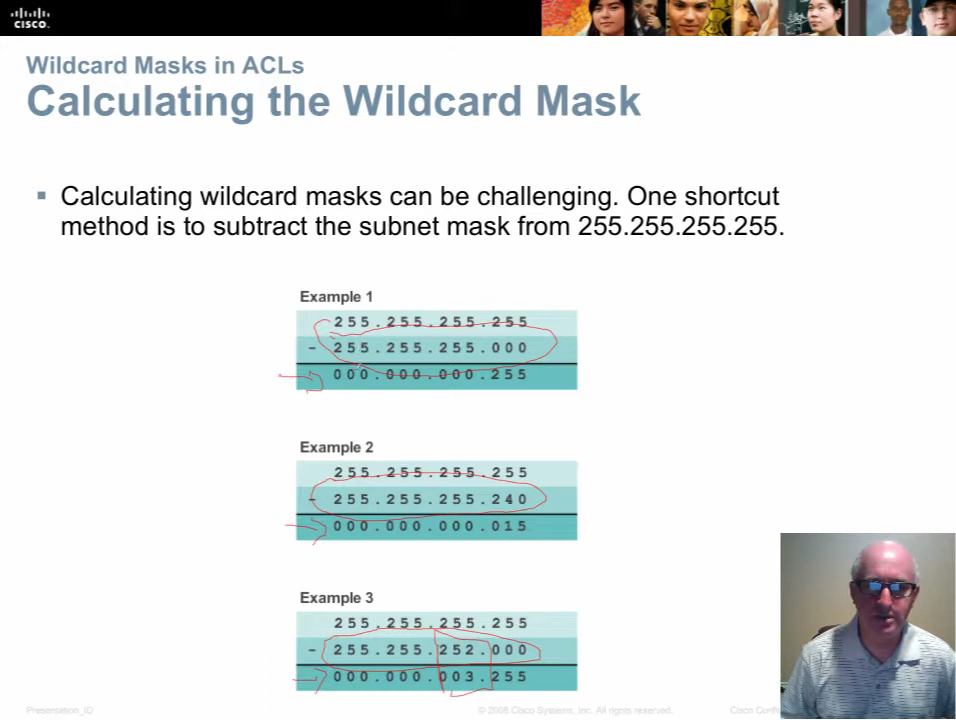 CISCO.
Wildcard Masks in ACLs
Calculating the Wildcard Mask
▪ Calculating wildcard masks can be challenging. One shortcut
method is to subtract the subnet mask from 255.255.255.255.
Example 1
255.255.255.255
- 255.255.255.000
000.000.000.255
Example 2
255.255.255.255
- 255.255.255.240
000.000.000.015
Example 3
255.255.255.255
- 255.255.252.000
000.000.003.255
Presentation_ID
© 2008 Cisco Systems, Inc. All rights reserved.
Cisco